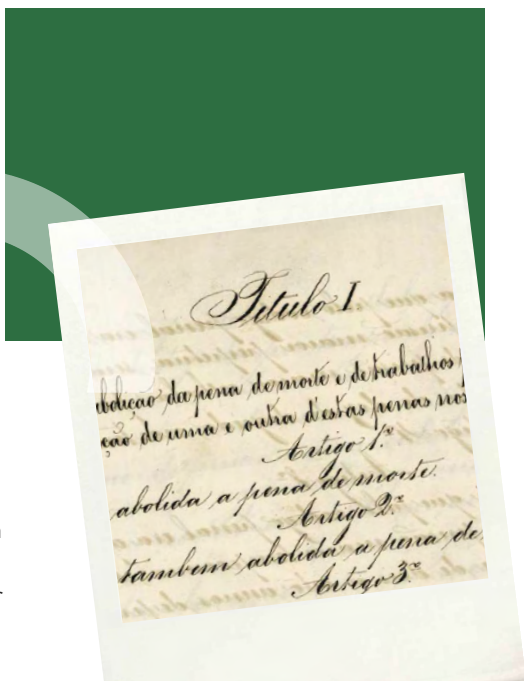 Titulo I
abolição da pena de morte e de trabalhos
ção de uma e outra d'estas penas nos
Artigo 1.º
abolida a pena de morte.
Artigo 2.º
tambem abolida a pena de
Artigo 3.º